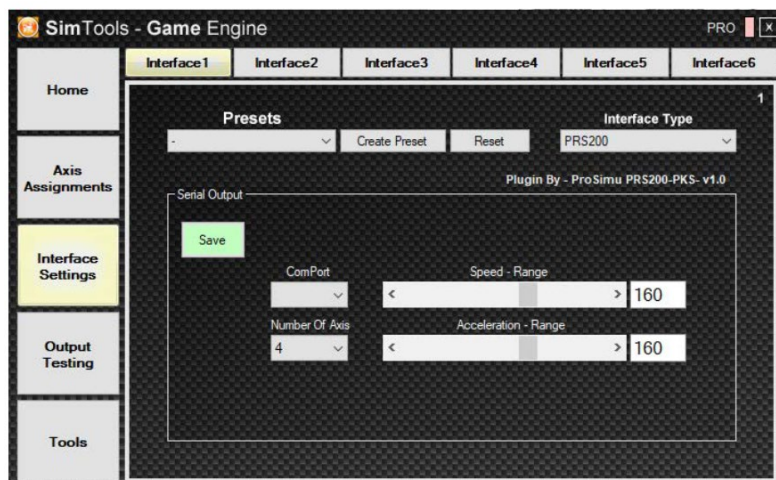 SimTools - Game Engine
PRO
x
Interface1 Interface2 Interface3 Interface4 Interface5 Interface6
Home
Axis
Assignments
Interface
Settings
Output
Testing
Tools
1
Presets
Interface Type
- Create Preset Reset PRS200
Plugin By - ProSimu PRS200-PKS- v1.0
Serial Output
Save
ComPort Speed - Range
< > 160
Number Of Axis Acceleration - Range
4 < > 160